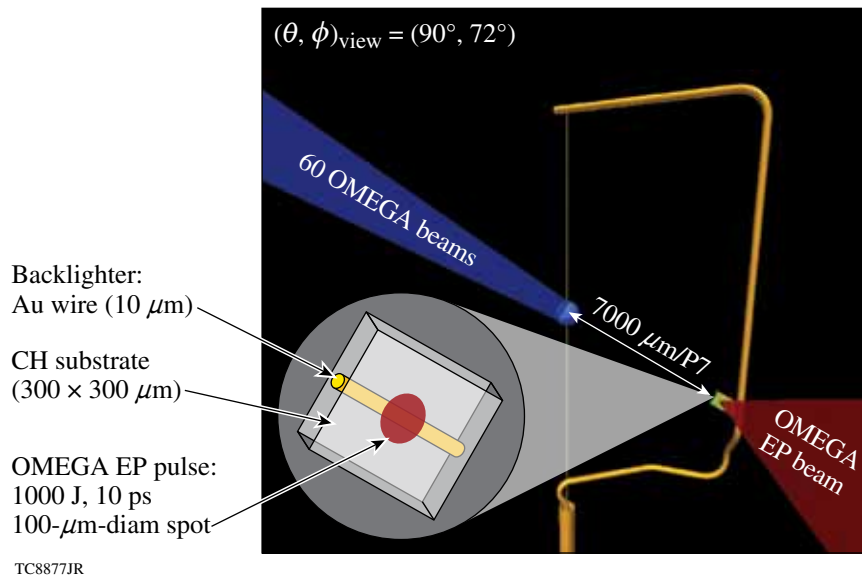 (θ, ϕ)view = (90°, 72°)
60 OMEGA beams
7000 μm/P7
OMEGA
EP beam
Backlighter:
Au wire (10 μm)
CH substrate
(300 × 300 μm)
OMEGA EP pulse:
1000 J, 10 ps
100-μm-diam spot
TC8877JR